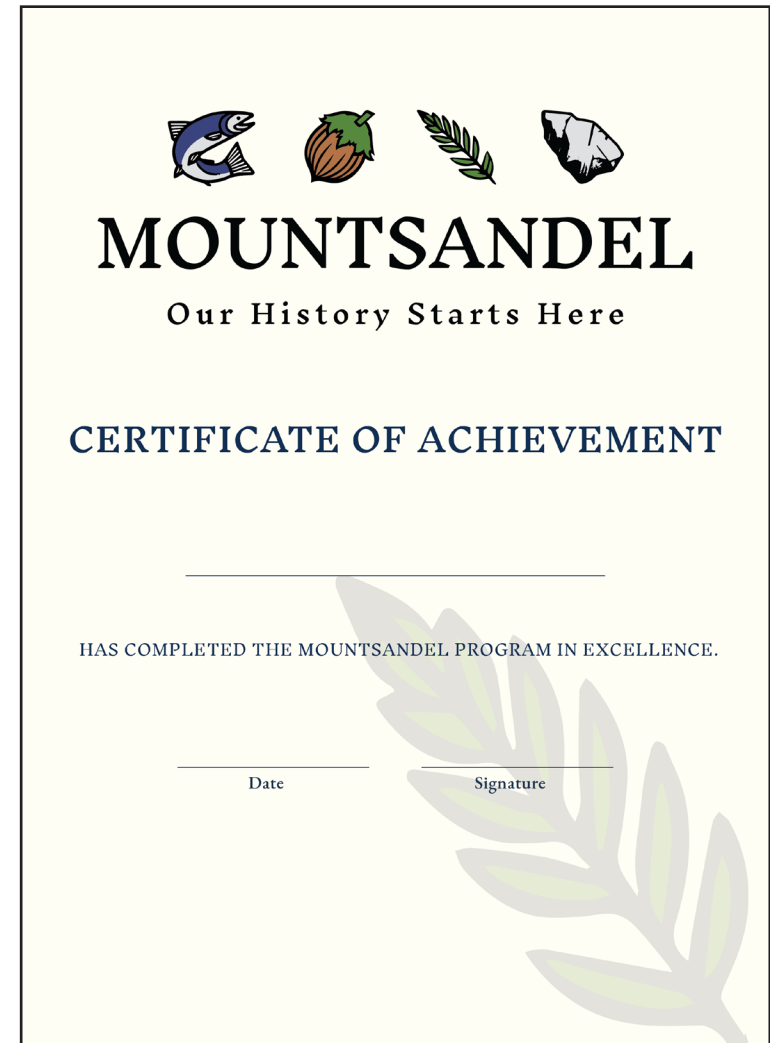 MOUNTSANDEL
Our History Starts Here
CERTIFICATE OF ACHIEVEMENT
HAS COMPLETED THE MOUNTSANDEL PROGRAM IN EXCELLENCE.
Date Signature